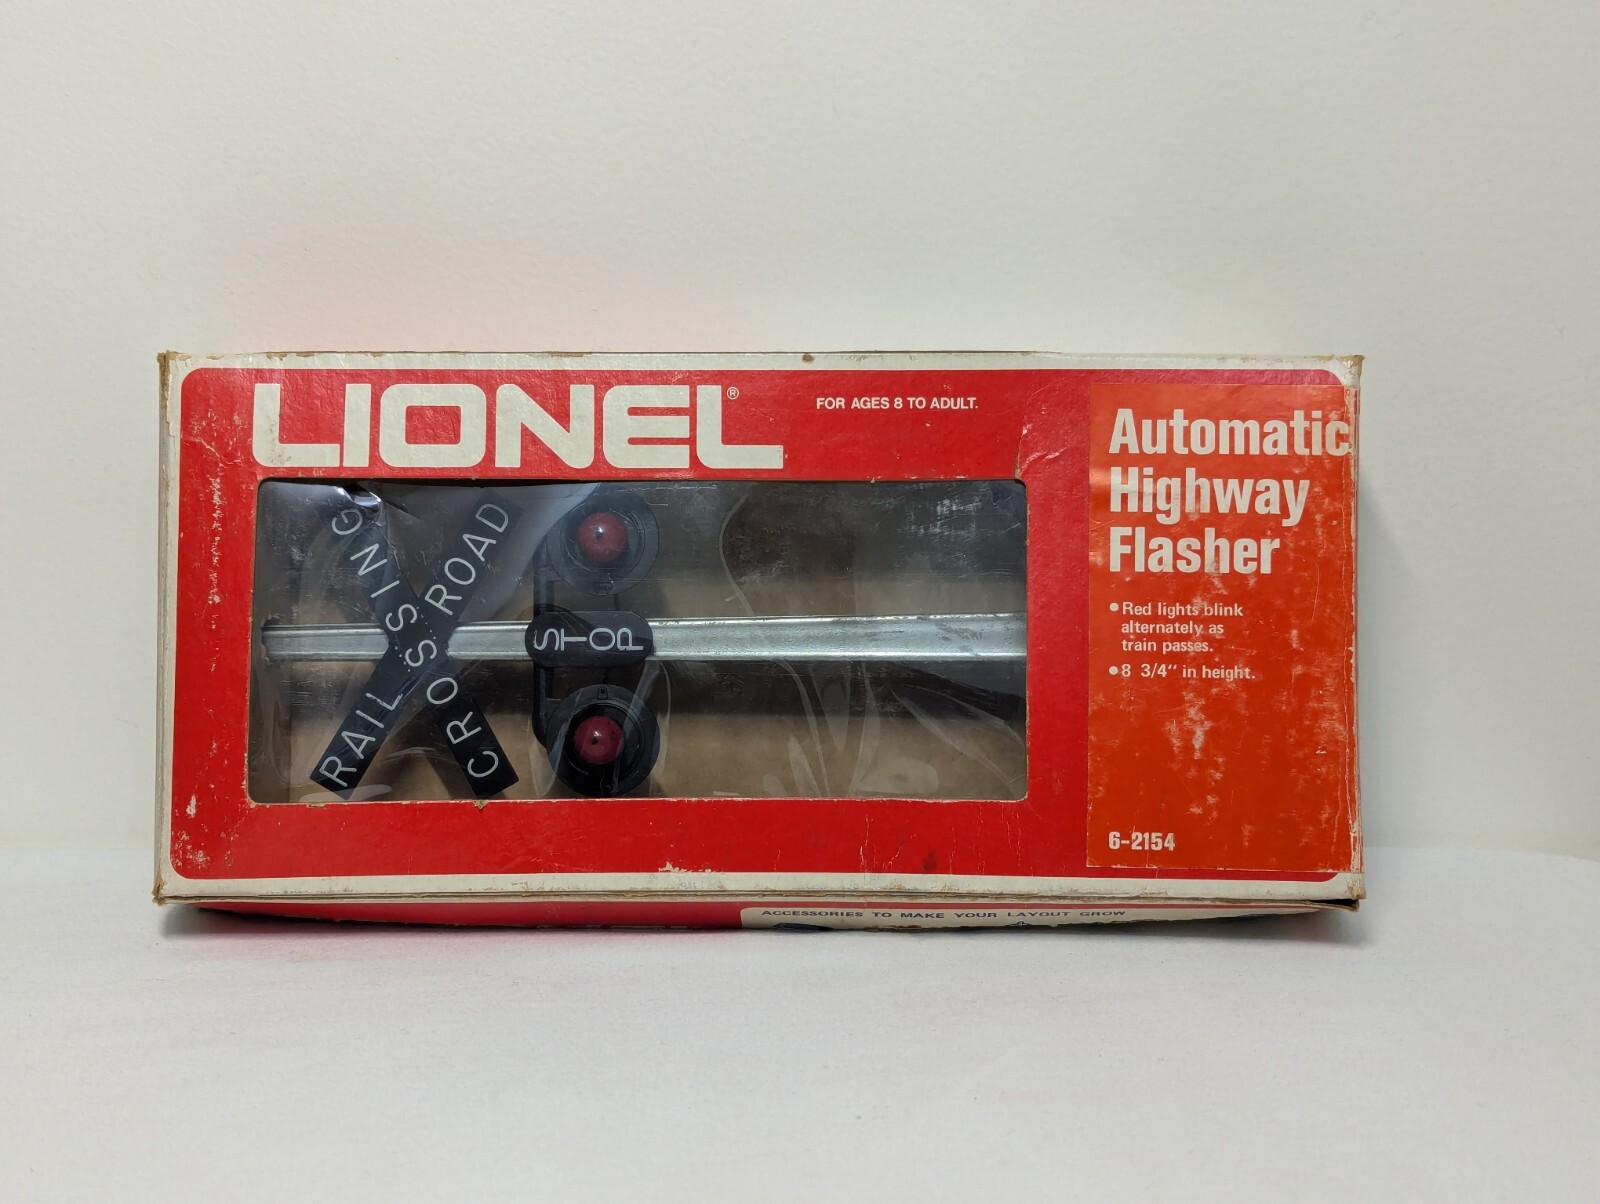 LIONEL®
FOR AGES 8 TO ADULT.
Automatic
Highway
Flasher
• Red lights blink
alternately as
train passes.
• 8 3/4" in height.
6-2154
RAILROAD
CROSSING
STOP
ACCESSORIES TO MAKE YOUR LAYOUT GROW